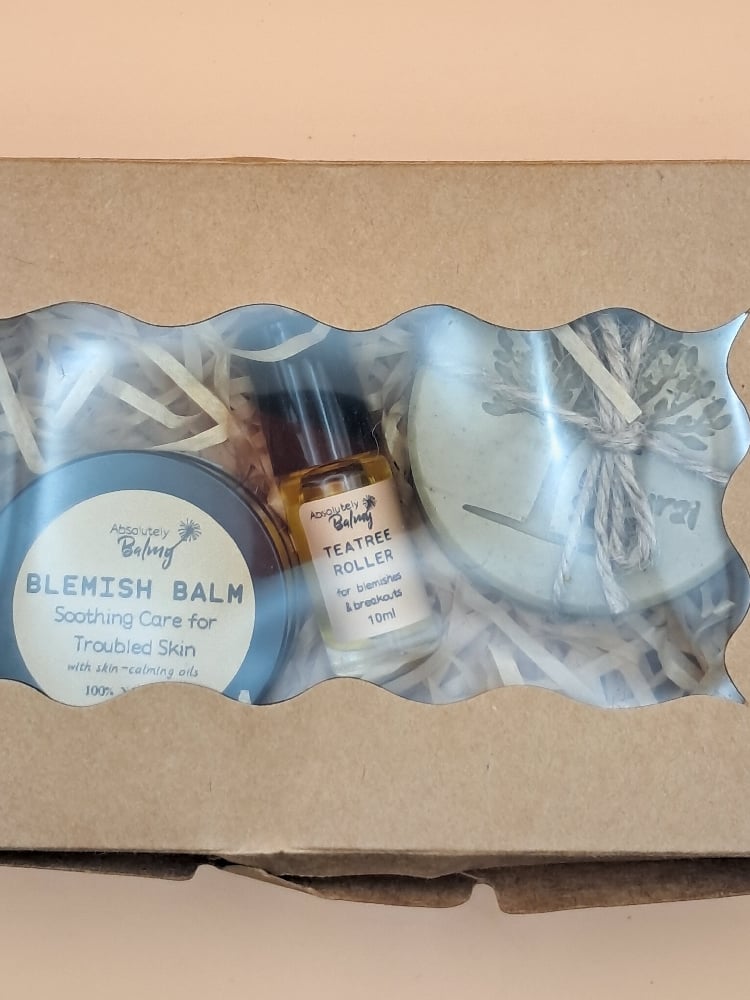 Absolutely
Balmy
BLEMISH BALM
Soothing Care for
Troubled Skin
with skin-calming oils
100%
Absolutely
Balmy
TEATREE
ROLLER
for blemishes
& breakouts
10ml